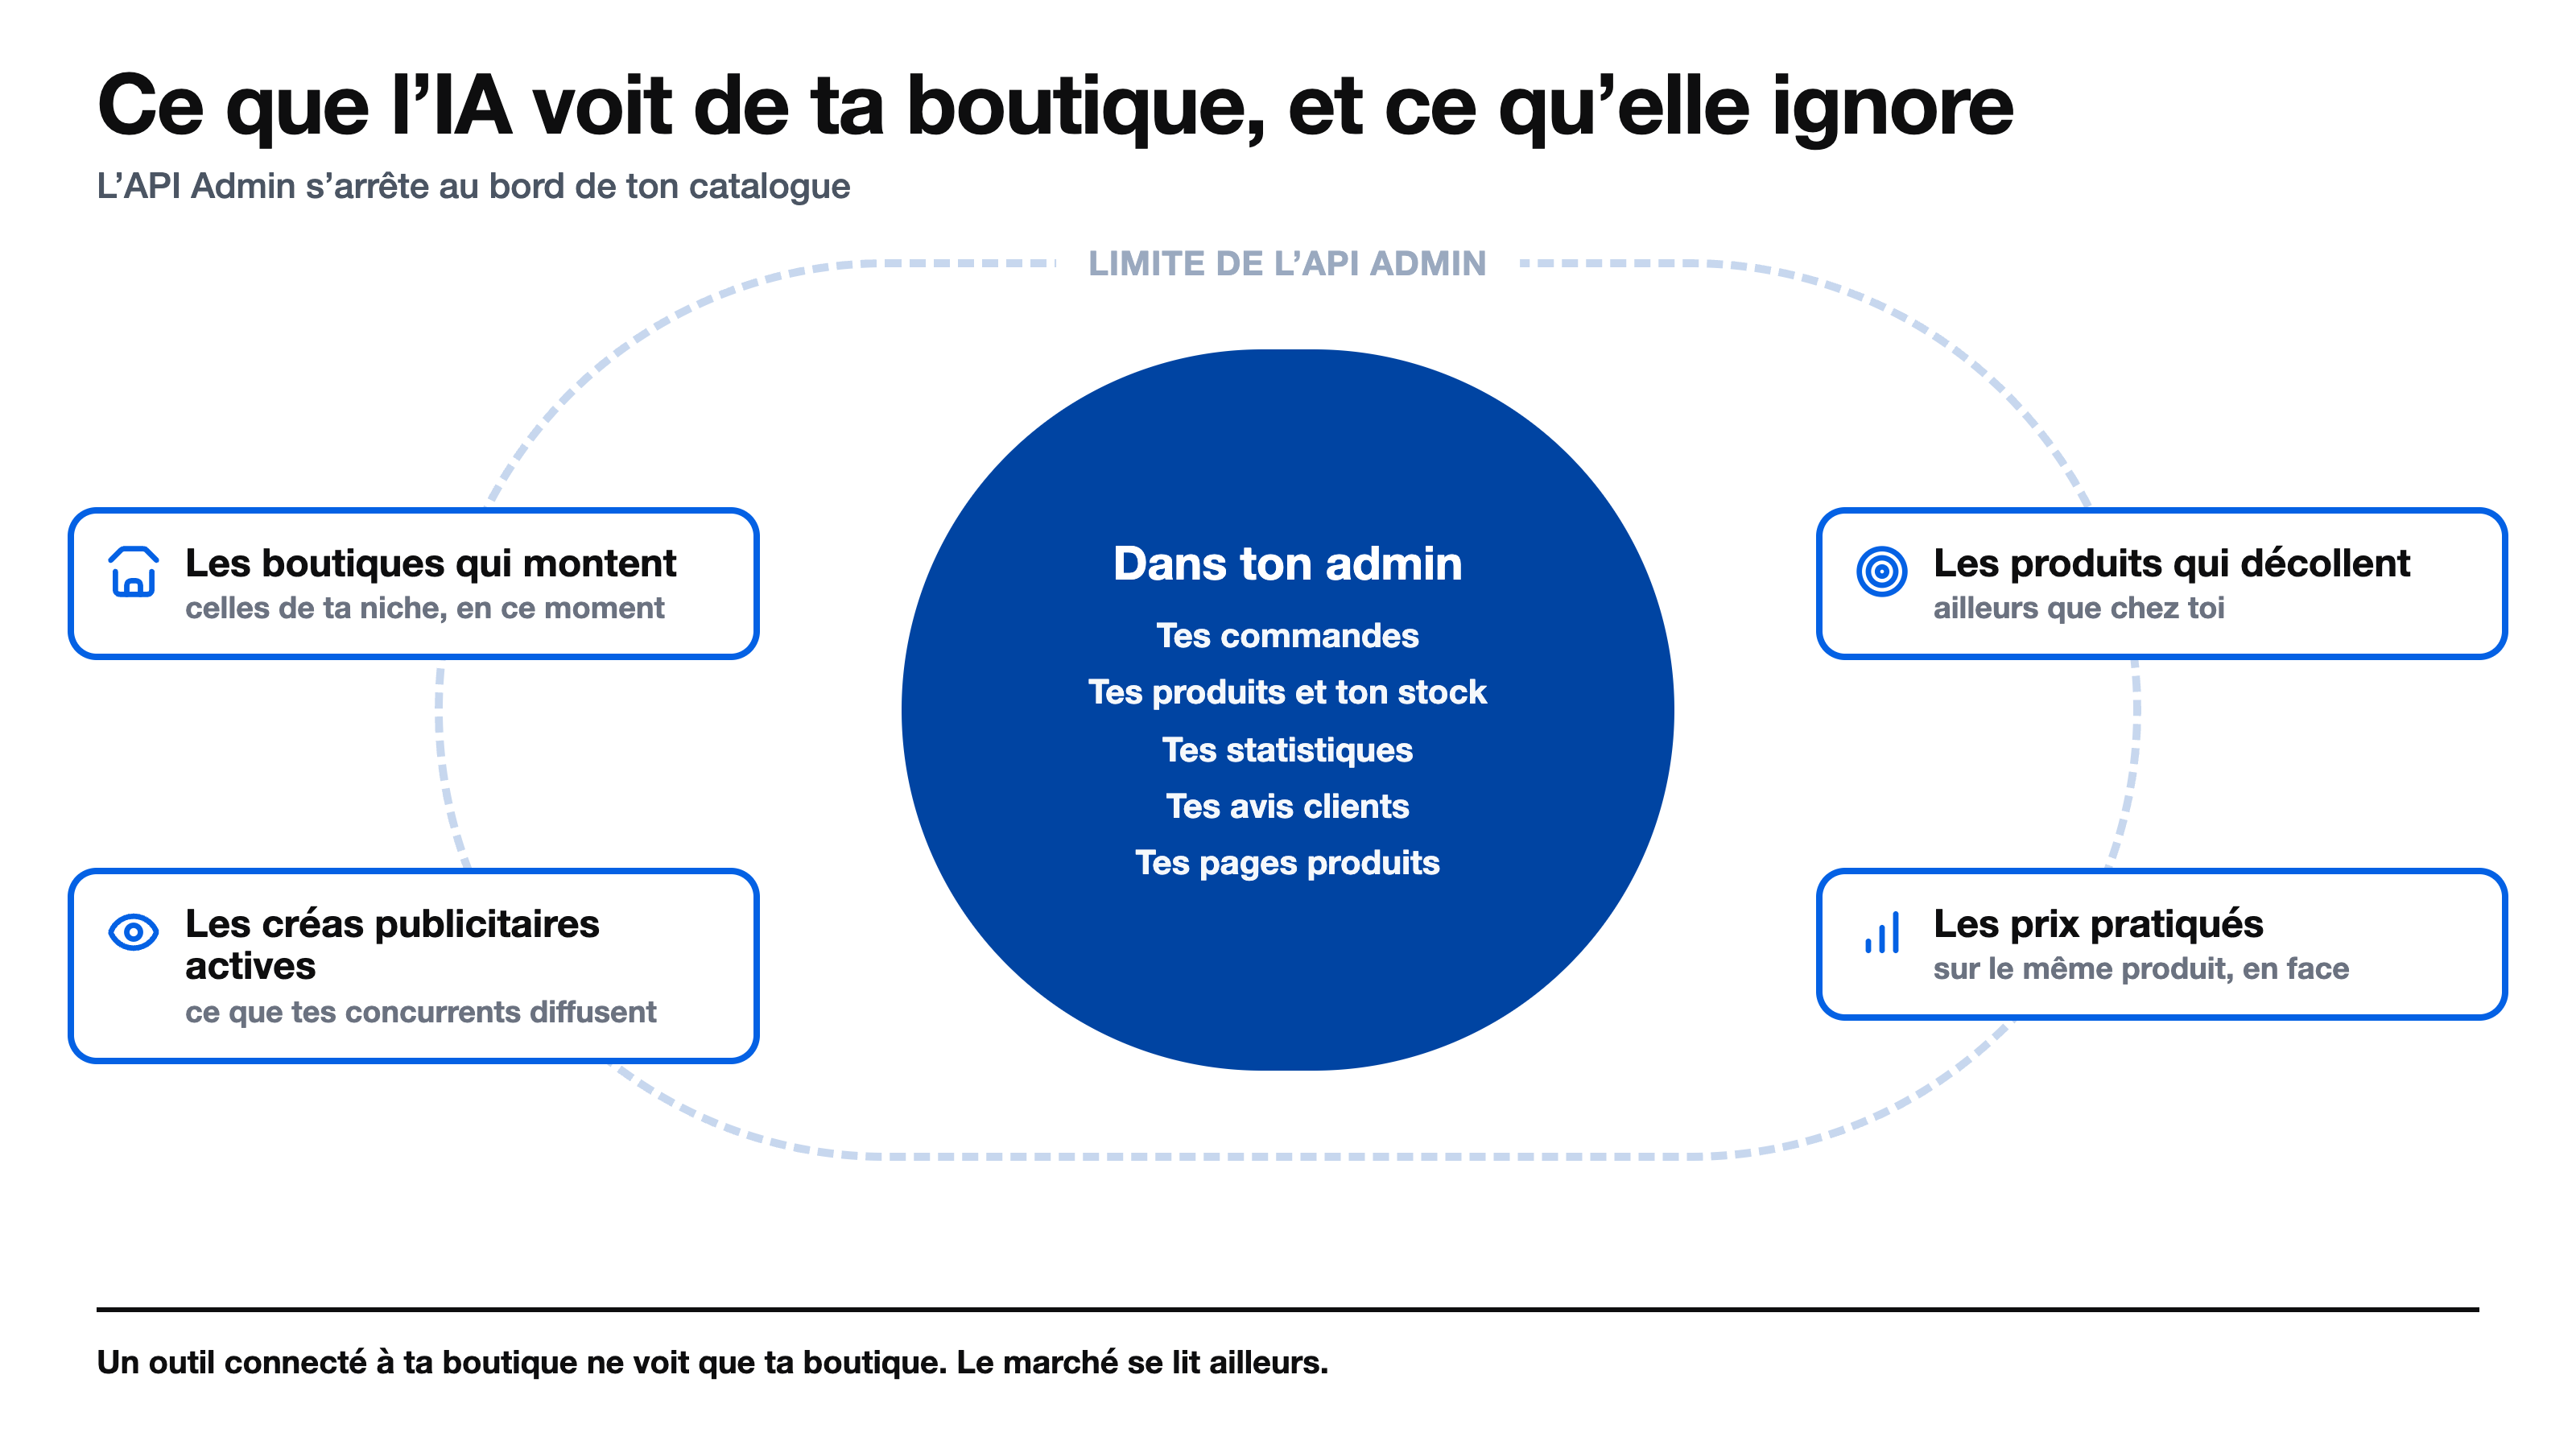 Ce que l’IA voit de ta boutique, et ce qu’elle ignore
L’API Admin s’arrête au bord de ton catalogue
LIMITE DE L’API ADMIN
Les boutiques qui montent
celles de ta niche, en ce moment
Les créas publicitaires
actives
ce que tes concurrents diffusent
Dans ton admin
Tes commandes
Tes produits et ton stock
Tes statistiques
Tes avis clients
Tes pages produits
Les produits qui décollent
ailleurs que chez toi
Les prix pratiqués
sur le même produit, en face
Un outil connecté à ta boutique ne voit que ta boutique. Le marché se lit ailleurs.